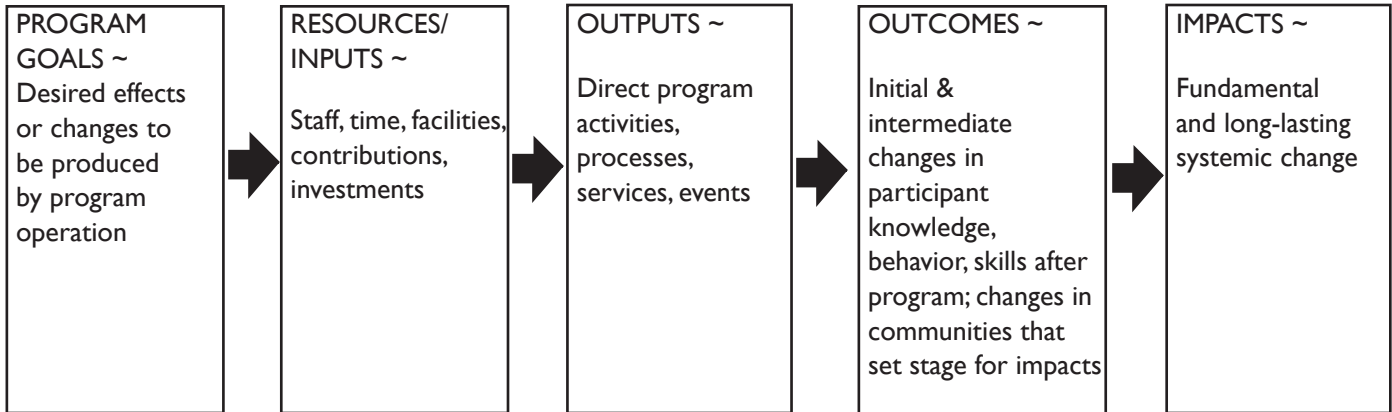 PROGRAM
GOALS ~
Desired effects
or changes to
be produced
by program
operation
RESOURCES/
INPUTS ~
Staff, time, facilities,
contributions,
investments
OUTPUTS ~
Direct program
activities,
processes,
services, events
OUTCOMES ~
Initial &
intermediate
changes in
participant
knowledge,
behavior, skills after
program; changes in
communities that
set stage for impacts
IMPACTS ~
Fundamental
and long-lasting
systemic change